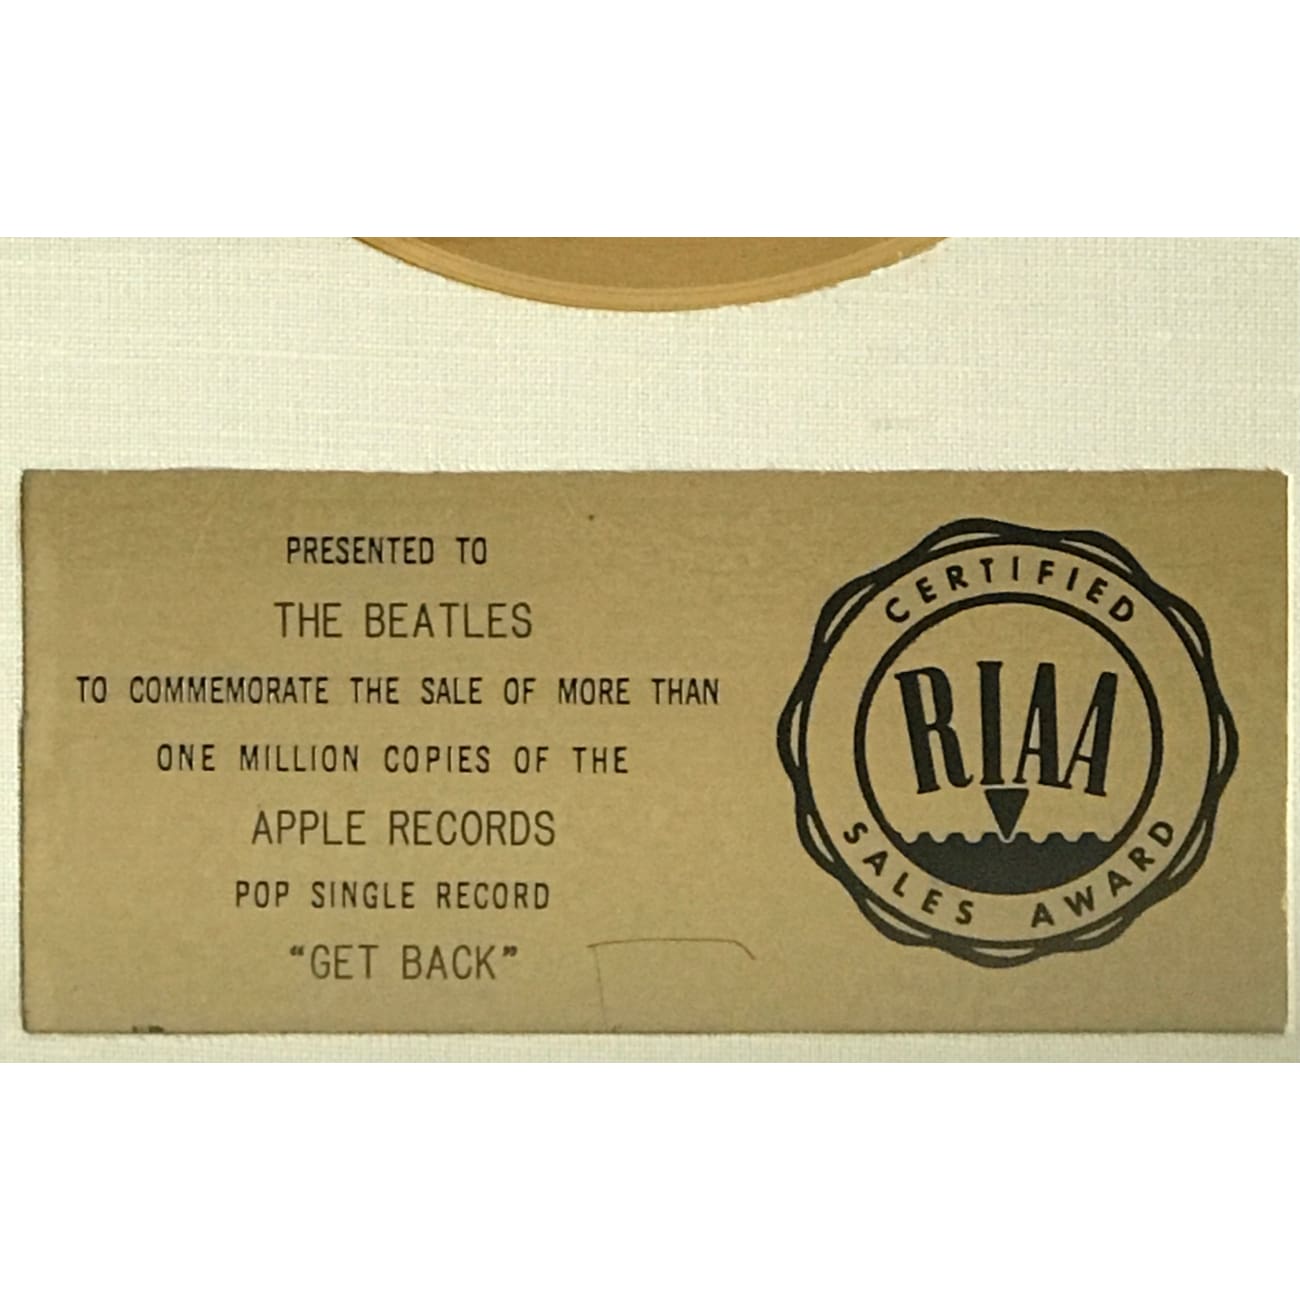 PRESENTED TO
THE BEATLES
TO COMMEMORATE THE SALE OF MORE THAN
ONE MILLION COPIES OF THE
APPLE RECORDS
POP SINGLE RECORD
“GET BACK”
CERTIFIED
RIAA
SALES AWARD